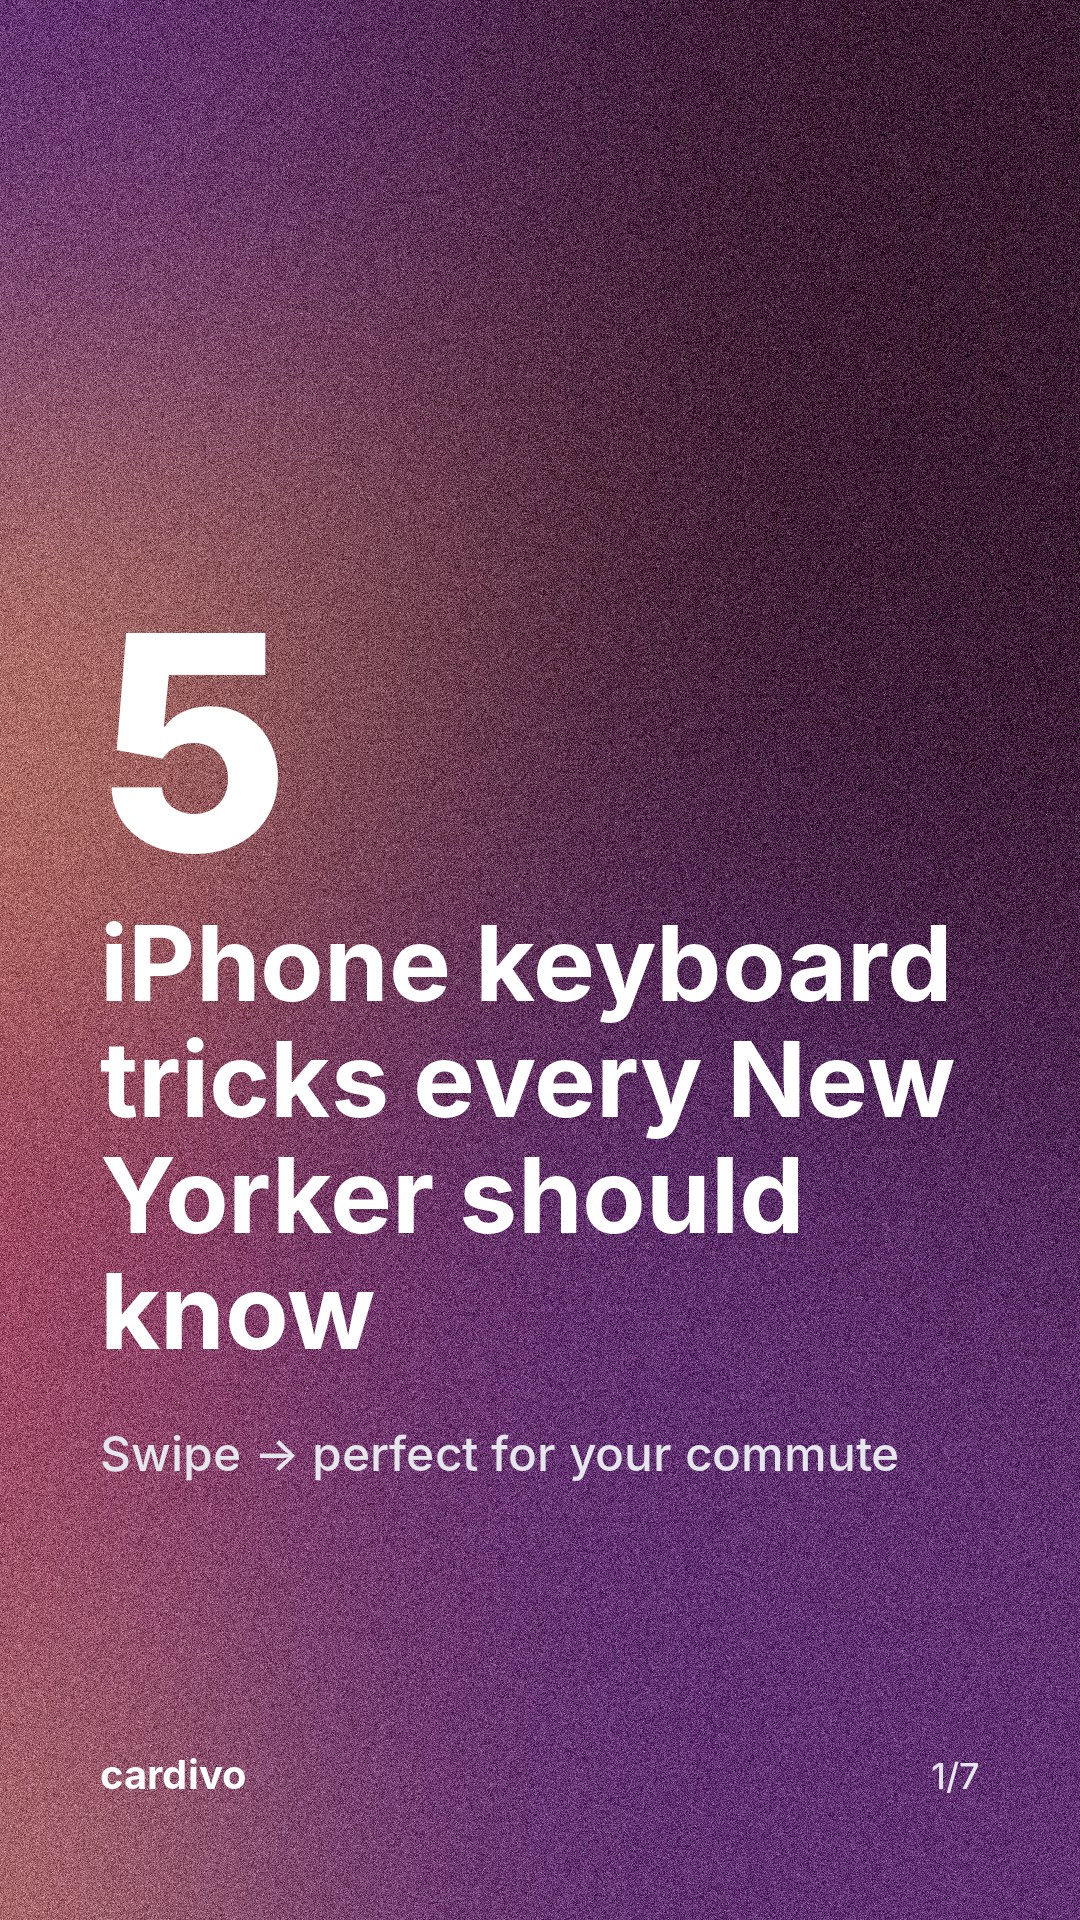 5
iPhone keyboard
tricks every New
Yorker should
know
Swipe → perfect for your commute
cardivo
1/7